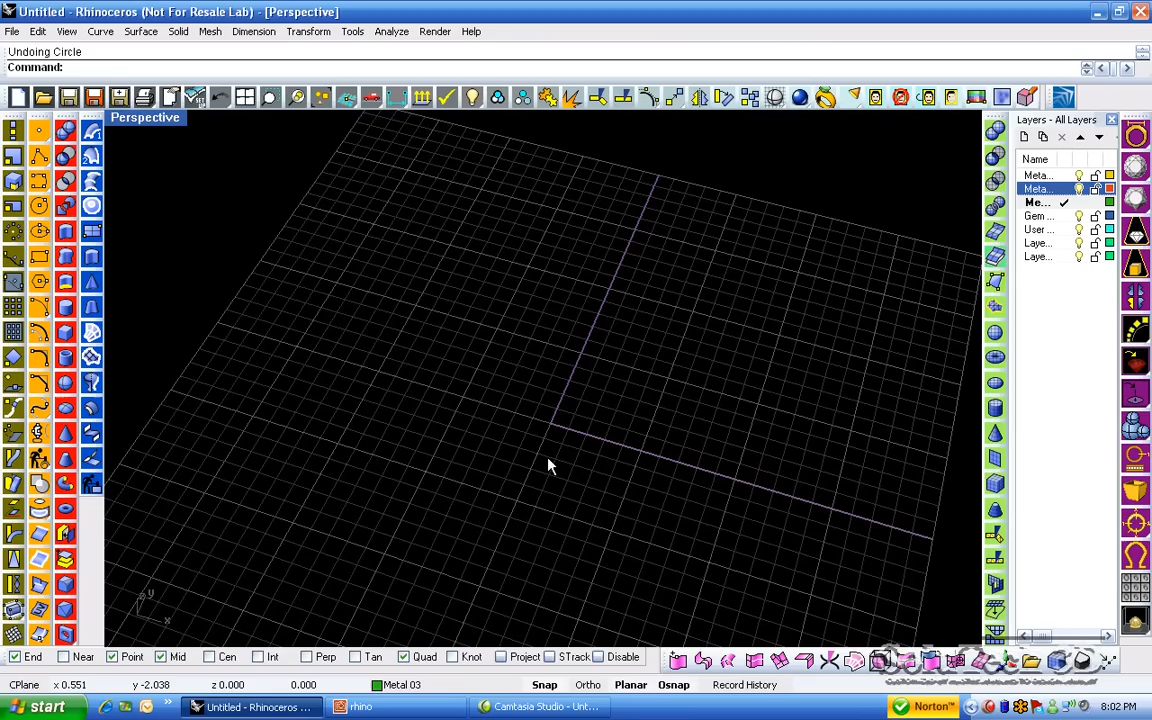 Untitled - Rhinoceros (Not For Resale Lab) - [Perspective]
File Edit View Curve Surface Solid Mesh Dimension Transform Tools Analyze Render Help
Undoing Circle
Command:
Perspective
Layers - All Layers
Name
Meta...
Meta...
Me...
Gem
User
Laye...
Laye...
y
x
End Near Point Mid Cen Int Perp Tan Quad Knot Project STrack Disable
CPlane x 0.551 y -2.038 z 0.000 0.000 Metal 03 Snap Ortho Planar Osnap Record History
start Untitled - Rhinoceros ... rhino Camtasia Studio - Unt... Norton 8:02 PM